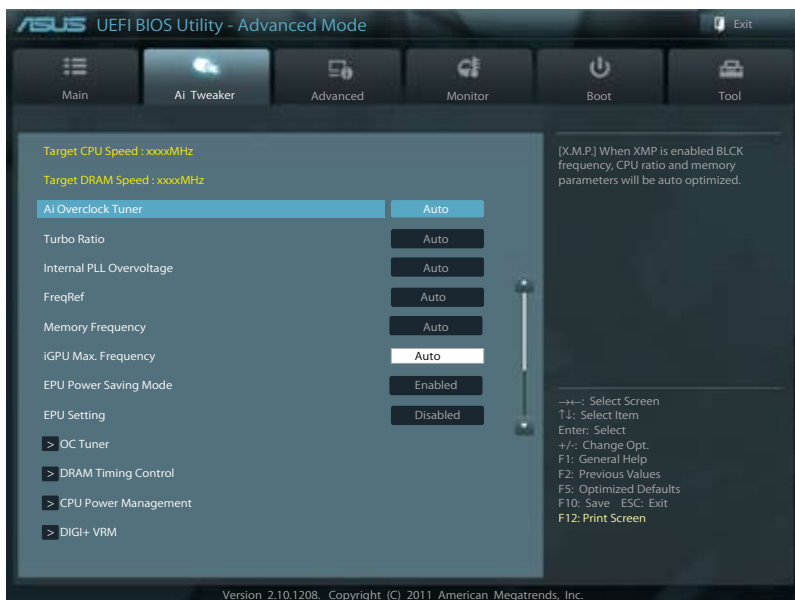 ASUS UEFI BIOS Utility - Advanced Mode
Exit
Main
Ai Tweaker
Advanced
Monitor
Boot
Tool
Target CPU Speed : xxxxMHz
Target DRAM Speed : xxxxMHz
Ai Overclock Tuner Auto
Turbo Ratio Auto
Internal PLL Overvoltage Auto
FreqRef Auto
Memory Frequency Auto
iGPU Max. Frequency Auto
EPU Power Saving Mode Enabled
EPU Setting Disabled
> OC Tuner
> DRAM Timing Control
> CPU Power Management
> DIGI+ VRM
[X.M.P.] When XMP is enabled BLCK
frequency, CPU ratio and memory
parameters will be auto optimized.
→←: Select Screen
↑↓: Select Item
Enter: Select
+/-: Change Opt.
F1: General Help
F2: Previous Values
F5: Optimized Defaults
F10: Save ESC: Exit
F12: Print Screen
Version 2.10.1208. Copyright (C) 2011 American Megatrends, Inc.